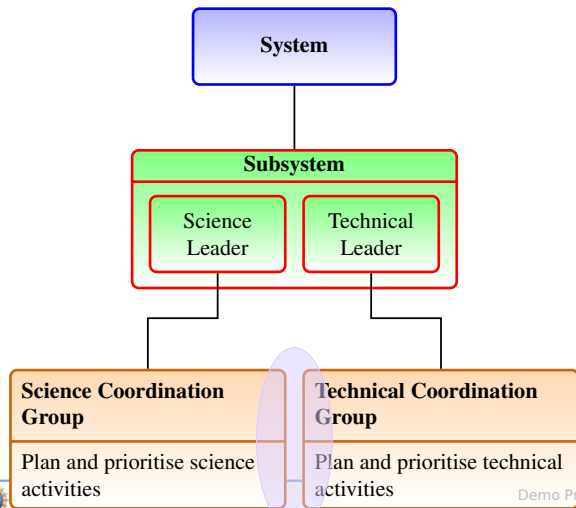 System
Subsystem
Science
Leader
Technical
Leader
Science Coordination
Group
Plan and prioritise science
activities
Technical Coordination
Group
Plan and prioritise technical
activities
Demo Pr